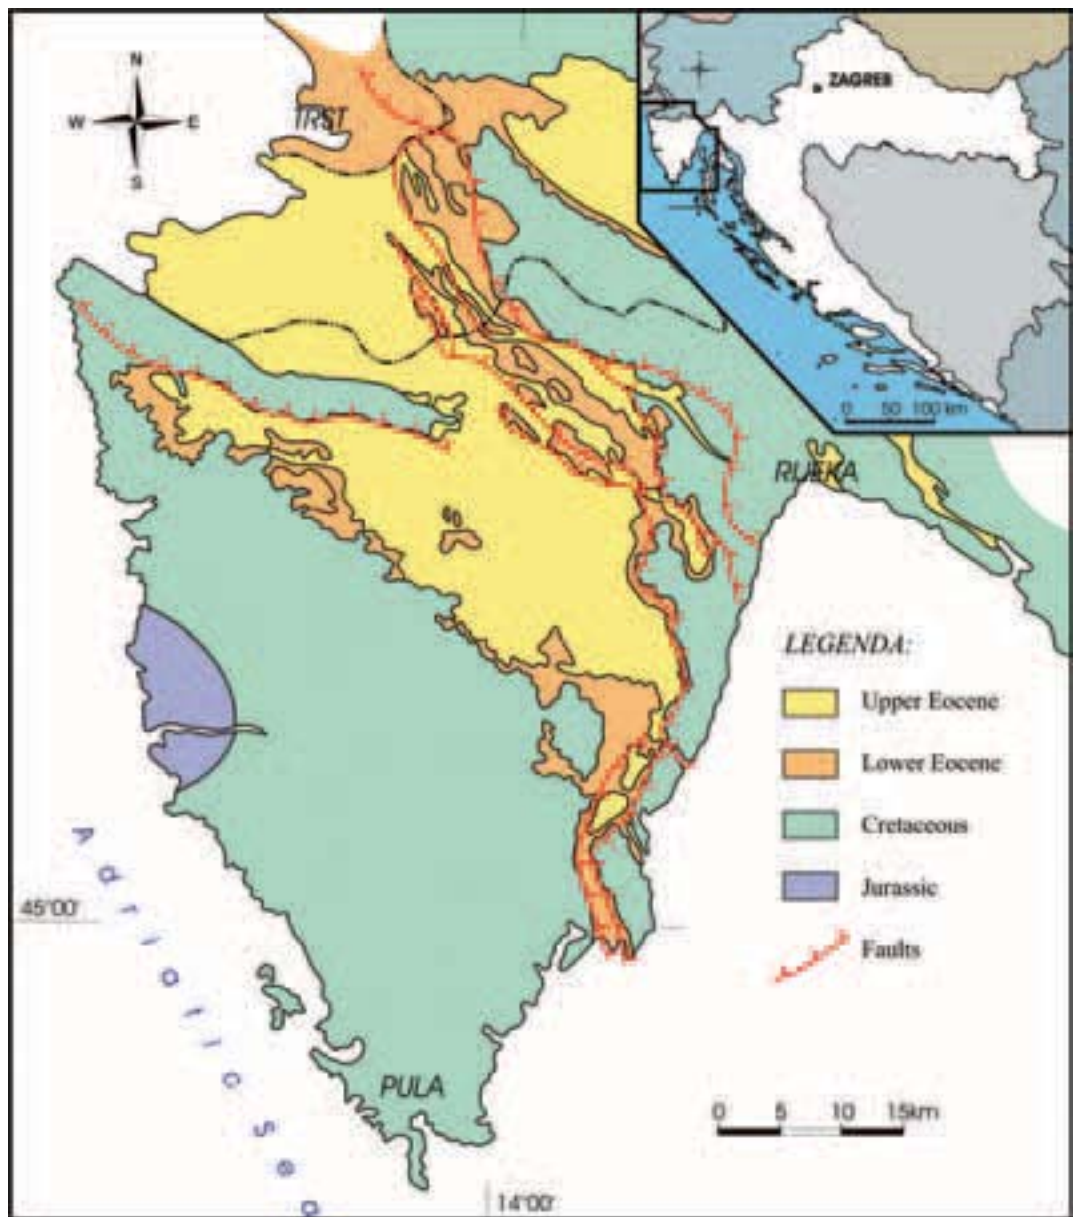 N
W E
S
TRST
ZAGREB
0 50 100 km
RIJEKA
LEGENDA:
Upper Eocene
Lower Eocene
Cretaceous
Jurassic
Faults
45°00'
Adriatic Sea
PULA
0 5 10 15km
14°00'